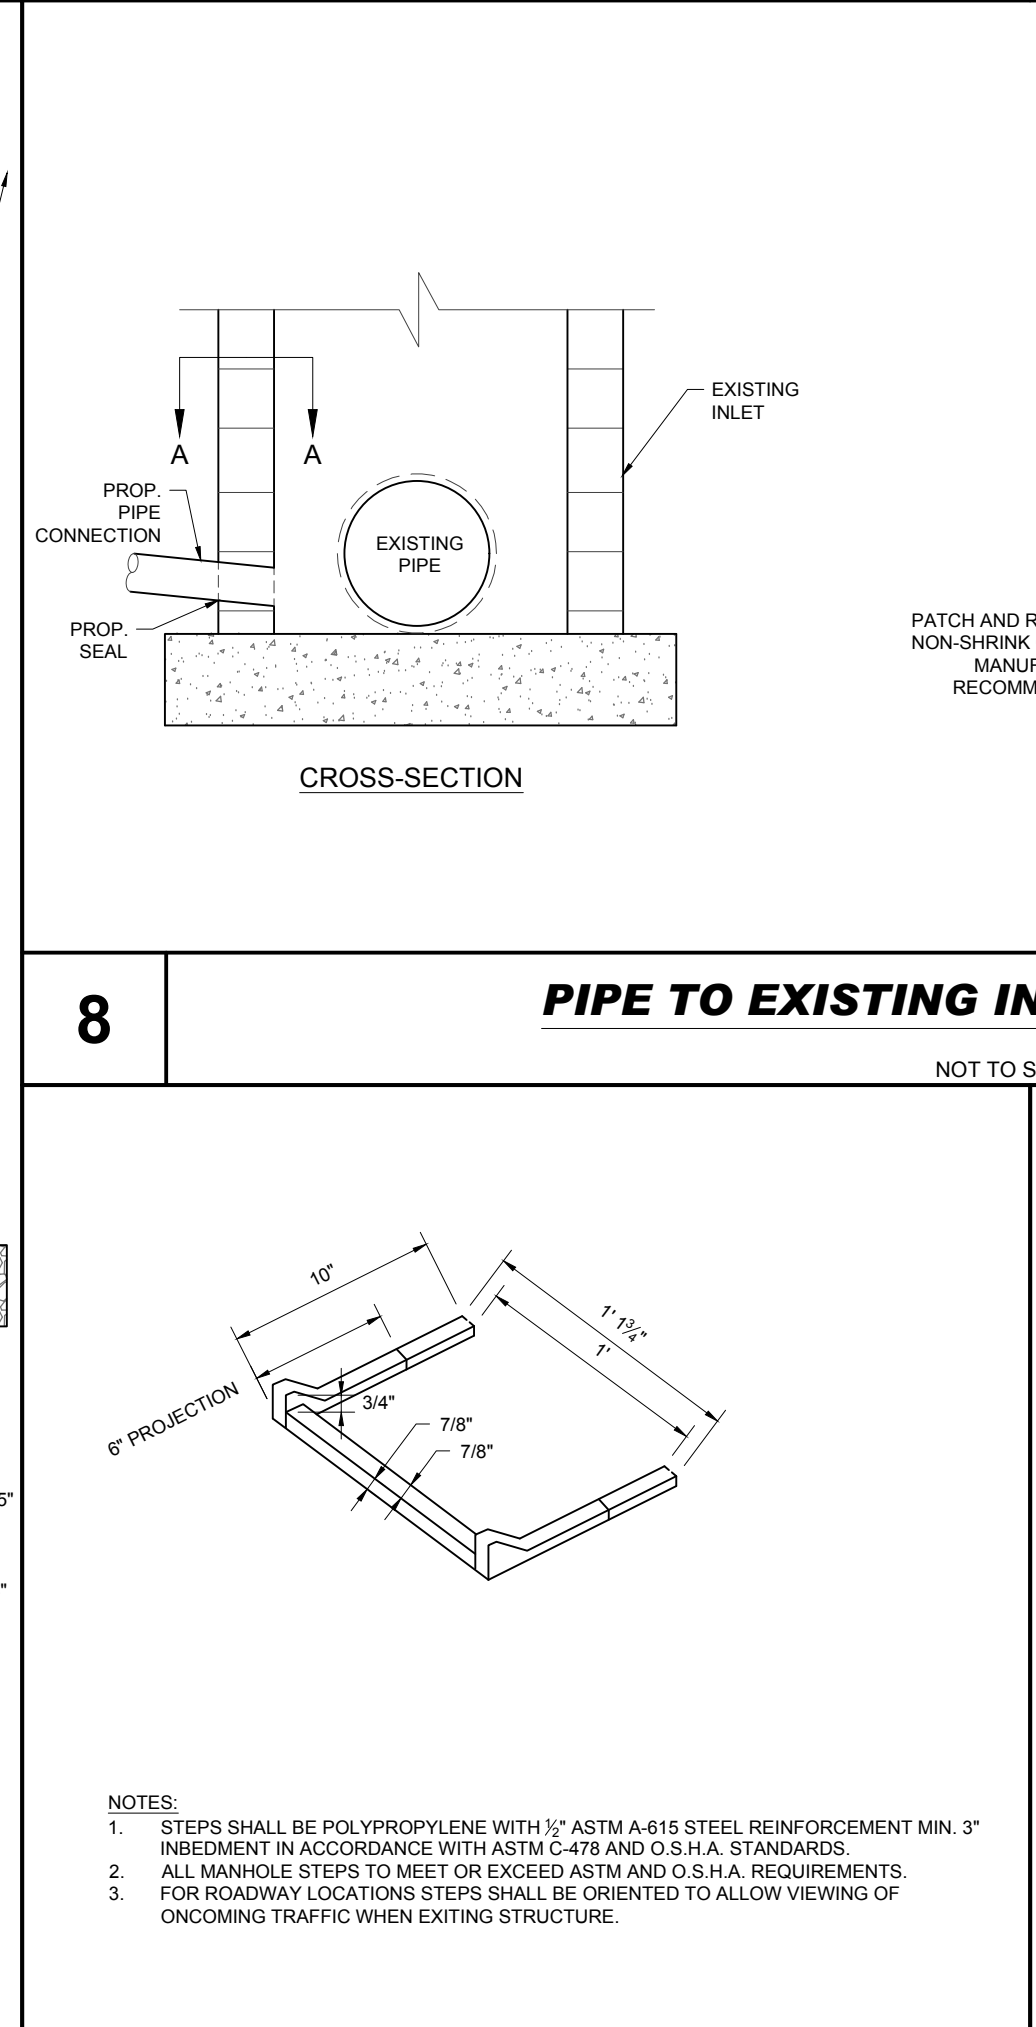 EXISTING
INLET
A
A
PROP.
PIPE
CONNECTION
EXISTING
PIPE
PROP.
SEAL
PATCH AND R
NON-SHRINK
MANUF
RECOMM
CROSS-SECTION
8
PIPE TO EXISTING IN
NOT TO S
10"
1' 1¾"
1'
6" PROJECTION
3/4"
7/8"
7/8"
5"
"
NOTES:
1. STEPS SHALL BE POLYPROPYLENE WITH ½" ASTM A-615 STEEL REINFORCEMENT MIN. 3"
INBEDMENT IN ACCORDANCE WITH ASTM C-478 AND O.S.H.A. STANDARDS.
2. ALL MANHOLE STEPS TO MEET OR EXCEED ASTM AND O.S.H.A. REQUIREMENTS.
3. FOR ROADWAY LOCATIONS STEPS SHALL BE ORIENTED TO ALLOW VIEWING OF
ONCOMING TRAFFIC WHEN EXITING STRUCTURE.